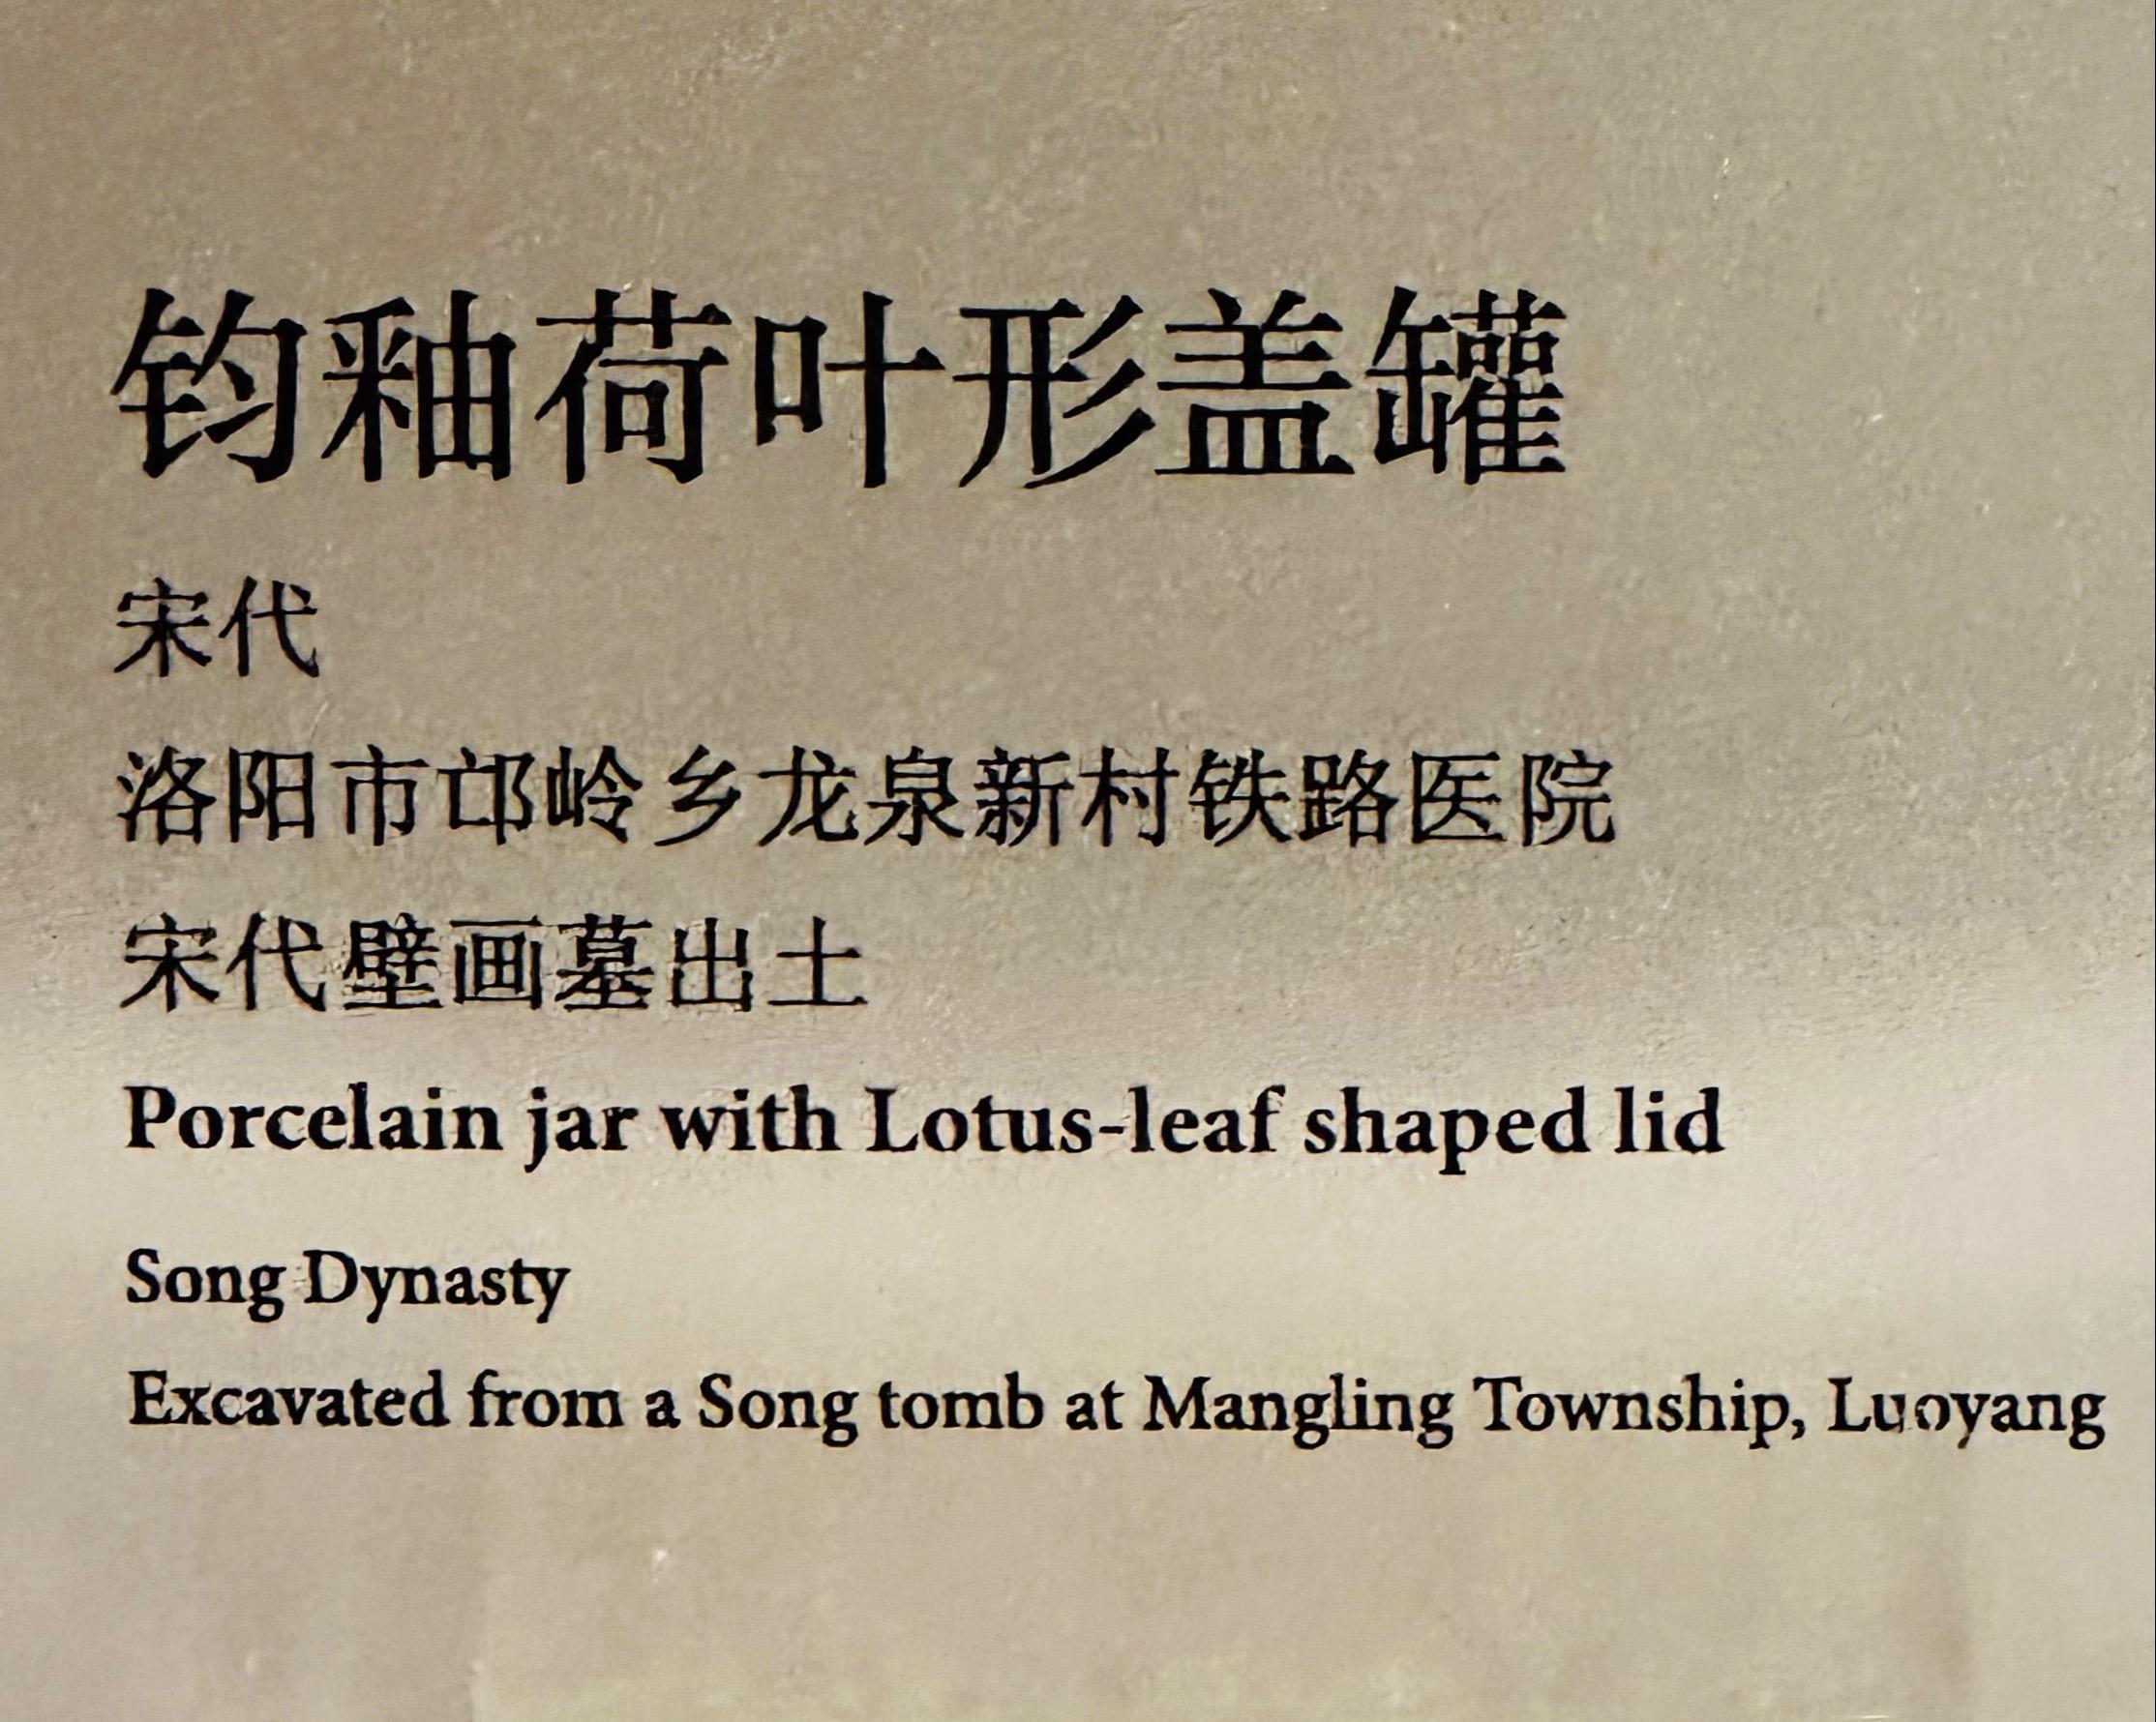 钧釉荷叶形盖罐
宋代
洛阳市邙岭乡龙泉新村铁路医院
宋代壁画墓出土
Porcelain jar with Lotus-leaf shaped lid
Song Dynasty
Excavated from a Song tomb at Mangling Township, Luoyang